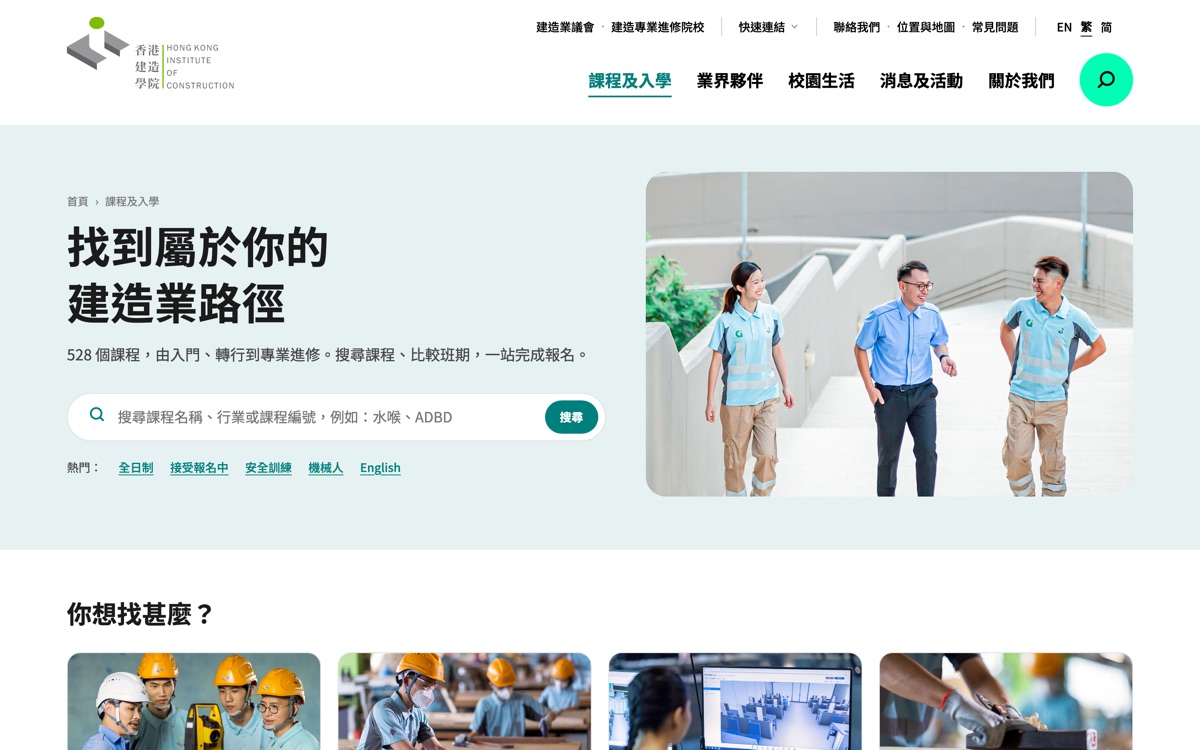 香港
建造
學院
HONG KONG
INSTITUTE
OF
CONSTRUCTION
建造業議會 · 建造專業進修院校
快速連結
聯絡我們 · 位置與地圖 · 常見問題
EN 繁 简
課程及入學 業界夥伴 校園生活 消息及活動 關於我們
首頁 › 課程及入學
找到屬於你的
建造業路徑
528 個課程，由入門、轉行到專業進修。搜尋課程、比較班期，一站完成報名。
搜尋課程名稱、行業或課程編號，例如：水喉、ADBD
搜尋
熱門： 全日制 接受報名中 安全訓練 機械人 English
你想找甚麼？